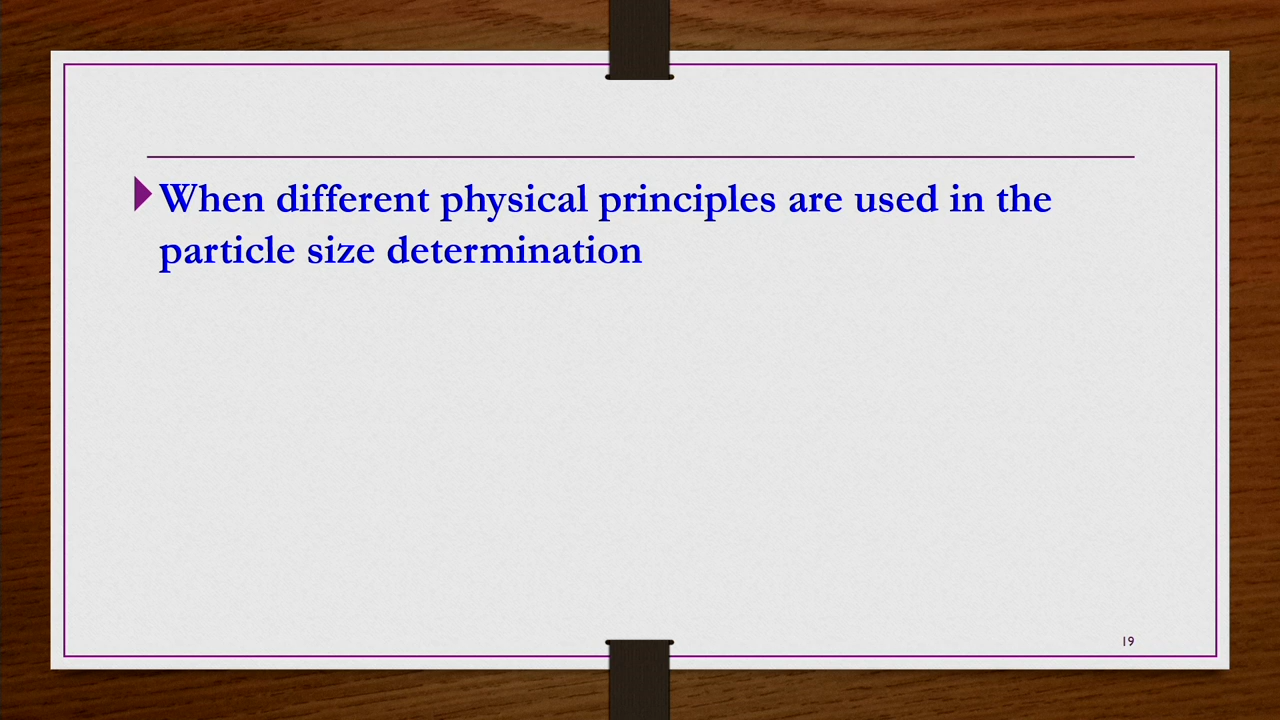 When different physical principles are used in the
particle size determination
19